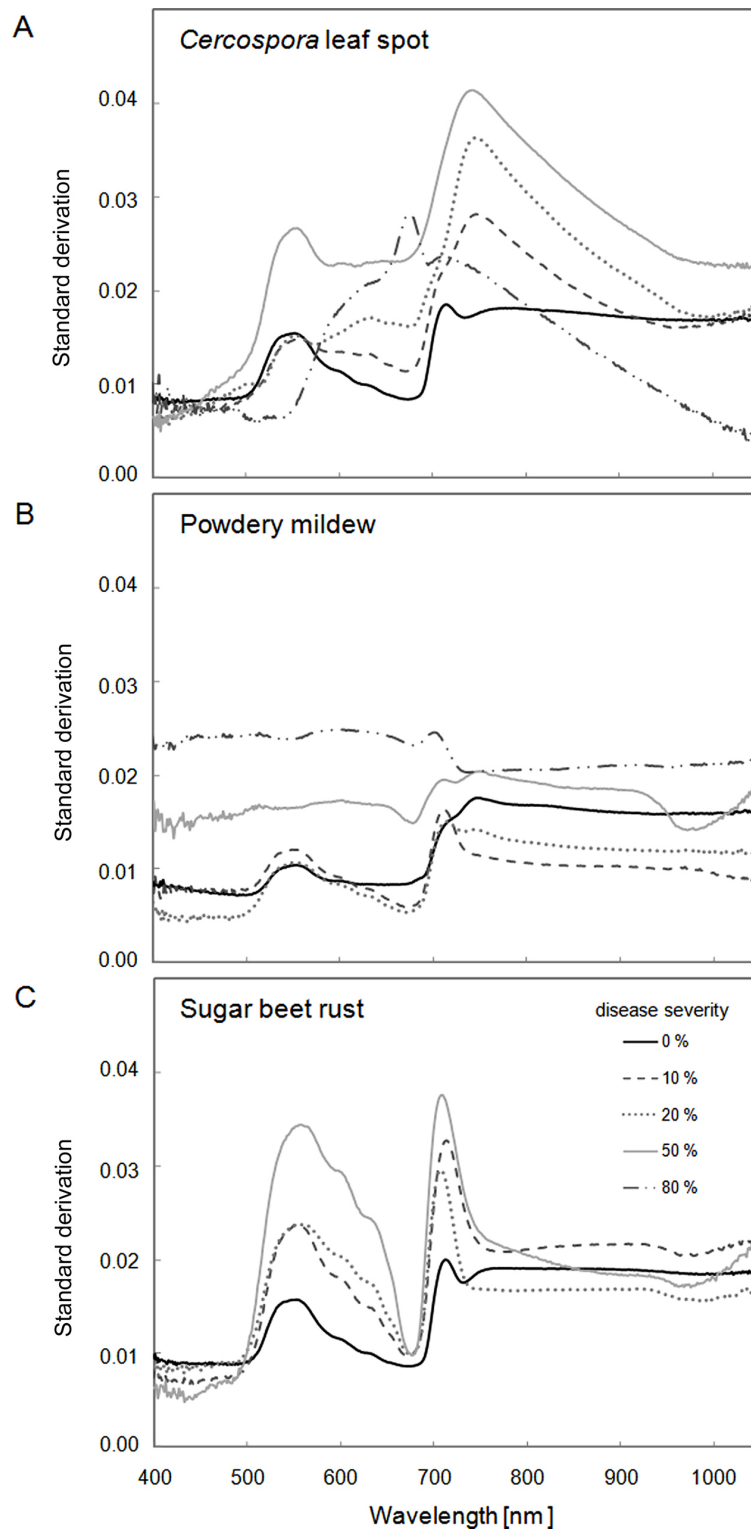 A
Cercospora leaf spot
0.04
0.03
0.02
0.01
0.00
Standard derivation
B
Powdery mildew
0.04
0.03
0.02
0.01
0.00
Standard derivation
C
Sugar beet rust
disease severity
0 %
10 %
20 %
50 %
80 %
0.04
0.03
0.02
0.01
0.00
Standard derivation
400 500 600 700 800 900 1000
Wavelength [nm]